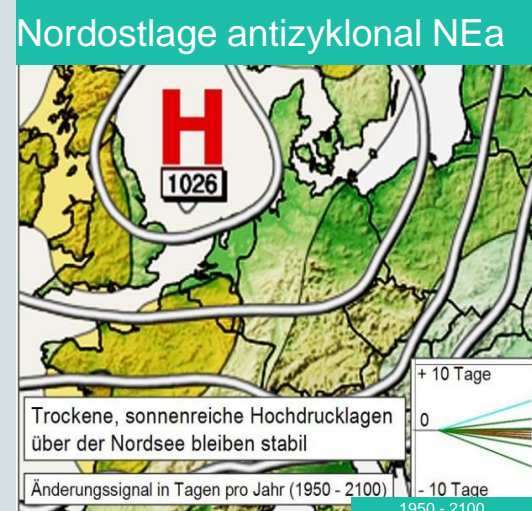 Nordostlage antizyklonal NEa
H
1026
Trockene, sonnenreiche Hochdrucklagen
über der Nordsee bleiben stabil
Änderungssignal in Tagen pro Jahr (1950 - 2100)
+ 10 Tage
0
- 10 Tage
1950 - 2100